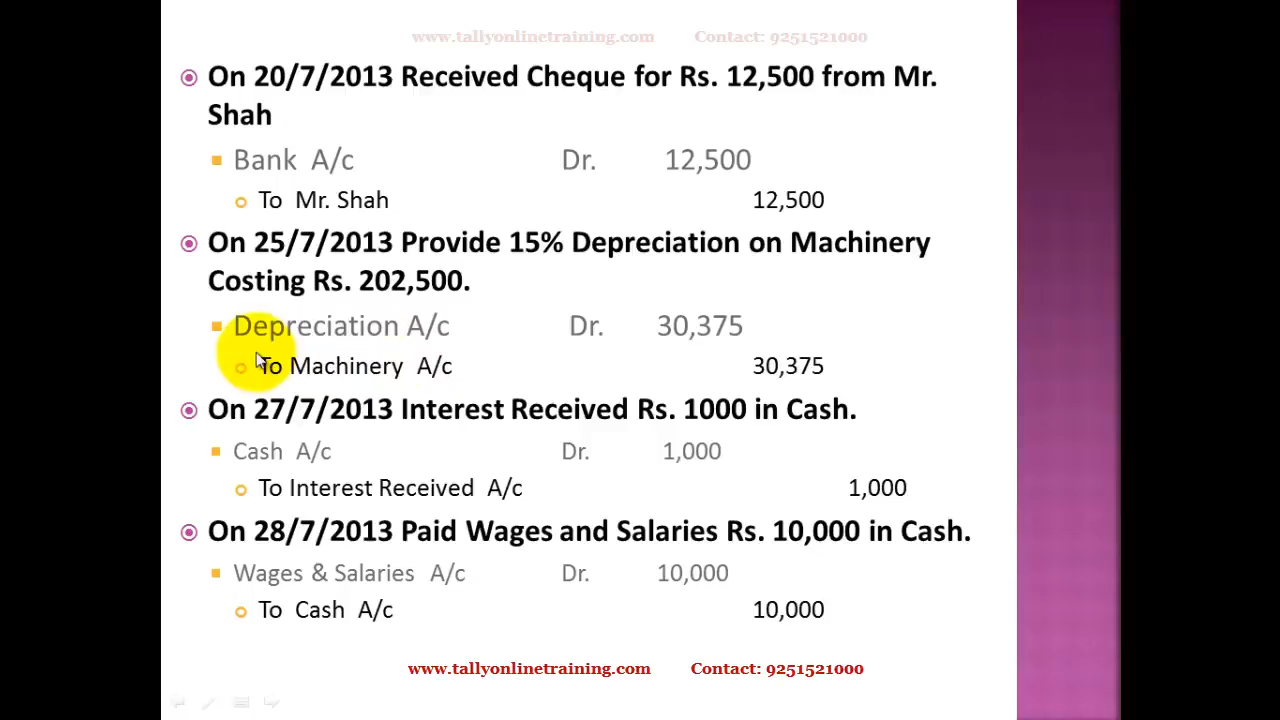 www.tallyonlinetraining.com Contact: 9251521000
On 20/7/2013 Received Cheque for Rs. 12,500 from Mr.
Shah
Bank A/c Dr. 12,500
To Mr. Shah 12,500
On 25/7/2013 Provide 15% Depreciation on Machinery
Costing Rs. 202,500.
Depreciation A/c Dr. 30,375
To Machinery A/c 30,375
On 27/7/2013 Interest Received Rs. 1000 in Cash.
Cash A/c Dr. 1,000
To Interest Received A/c 1,000
On 28/7/2013 Paid Wages and Salaries Rs. 10,000 in Cash.
Wages & Salaries A/c Dr. 10,000
To Cash A/c 10,000
www.tallyonlinetraining.com Contact: 9251521000